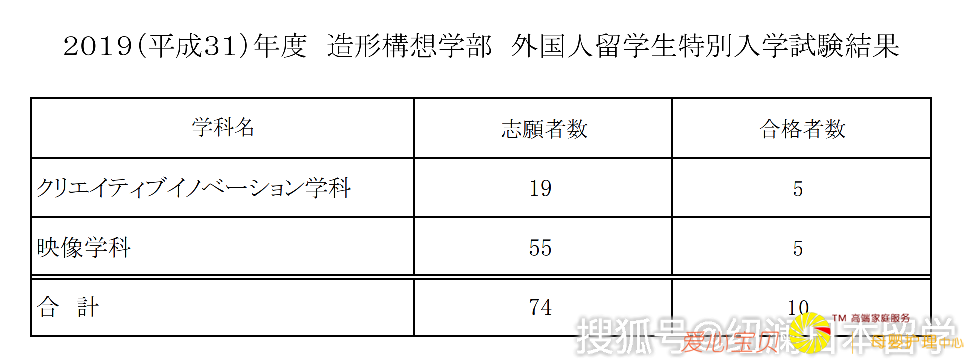 2019(平成31)年度 造形構想学部 外国人留学生特別入学試験結果
学科名 志願者数 合格者数
クリエイティブイノベーション学科 19 5
映像学科 55 5
合 計 74 10
TM 高端家庭服务
搜狐号@纽澜日本留学
爱心宝贝 母婴护理中心